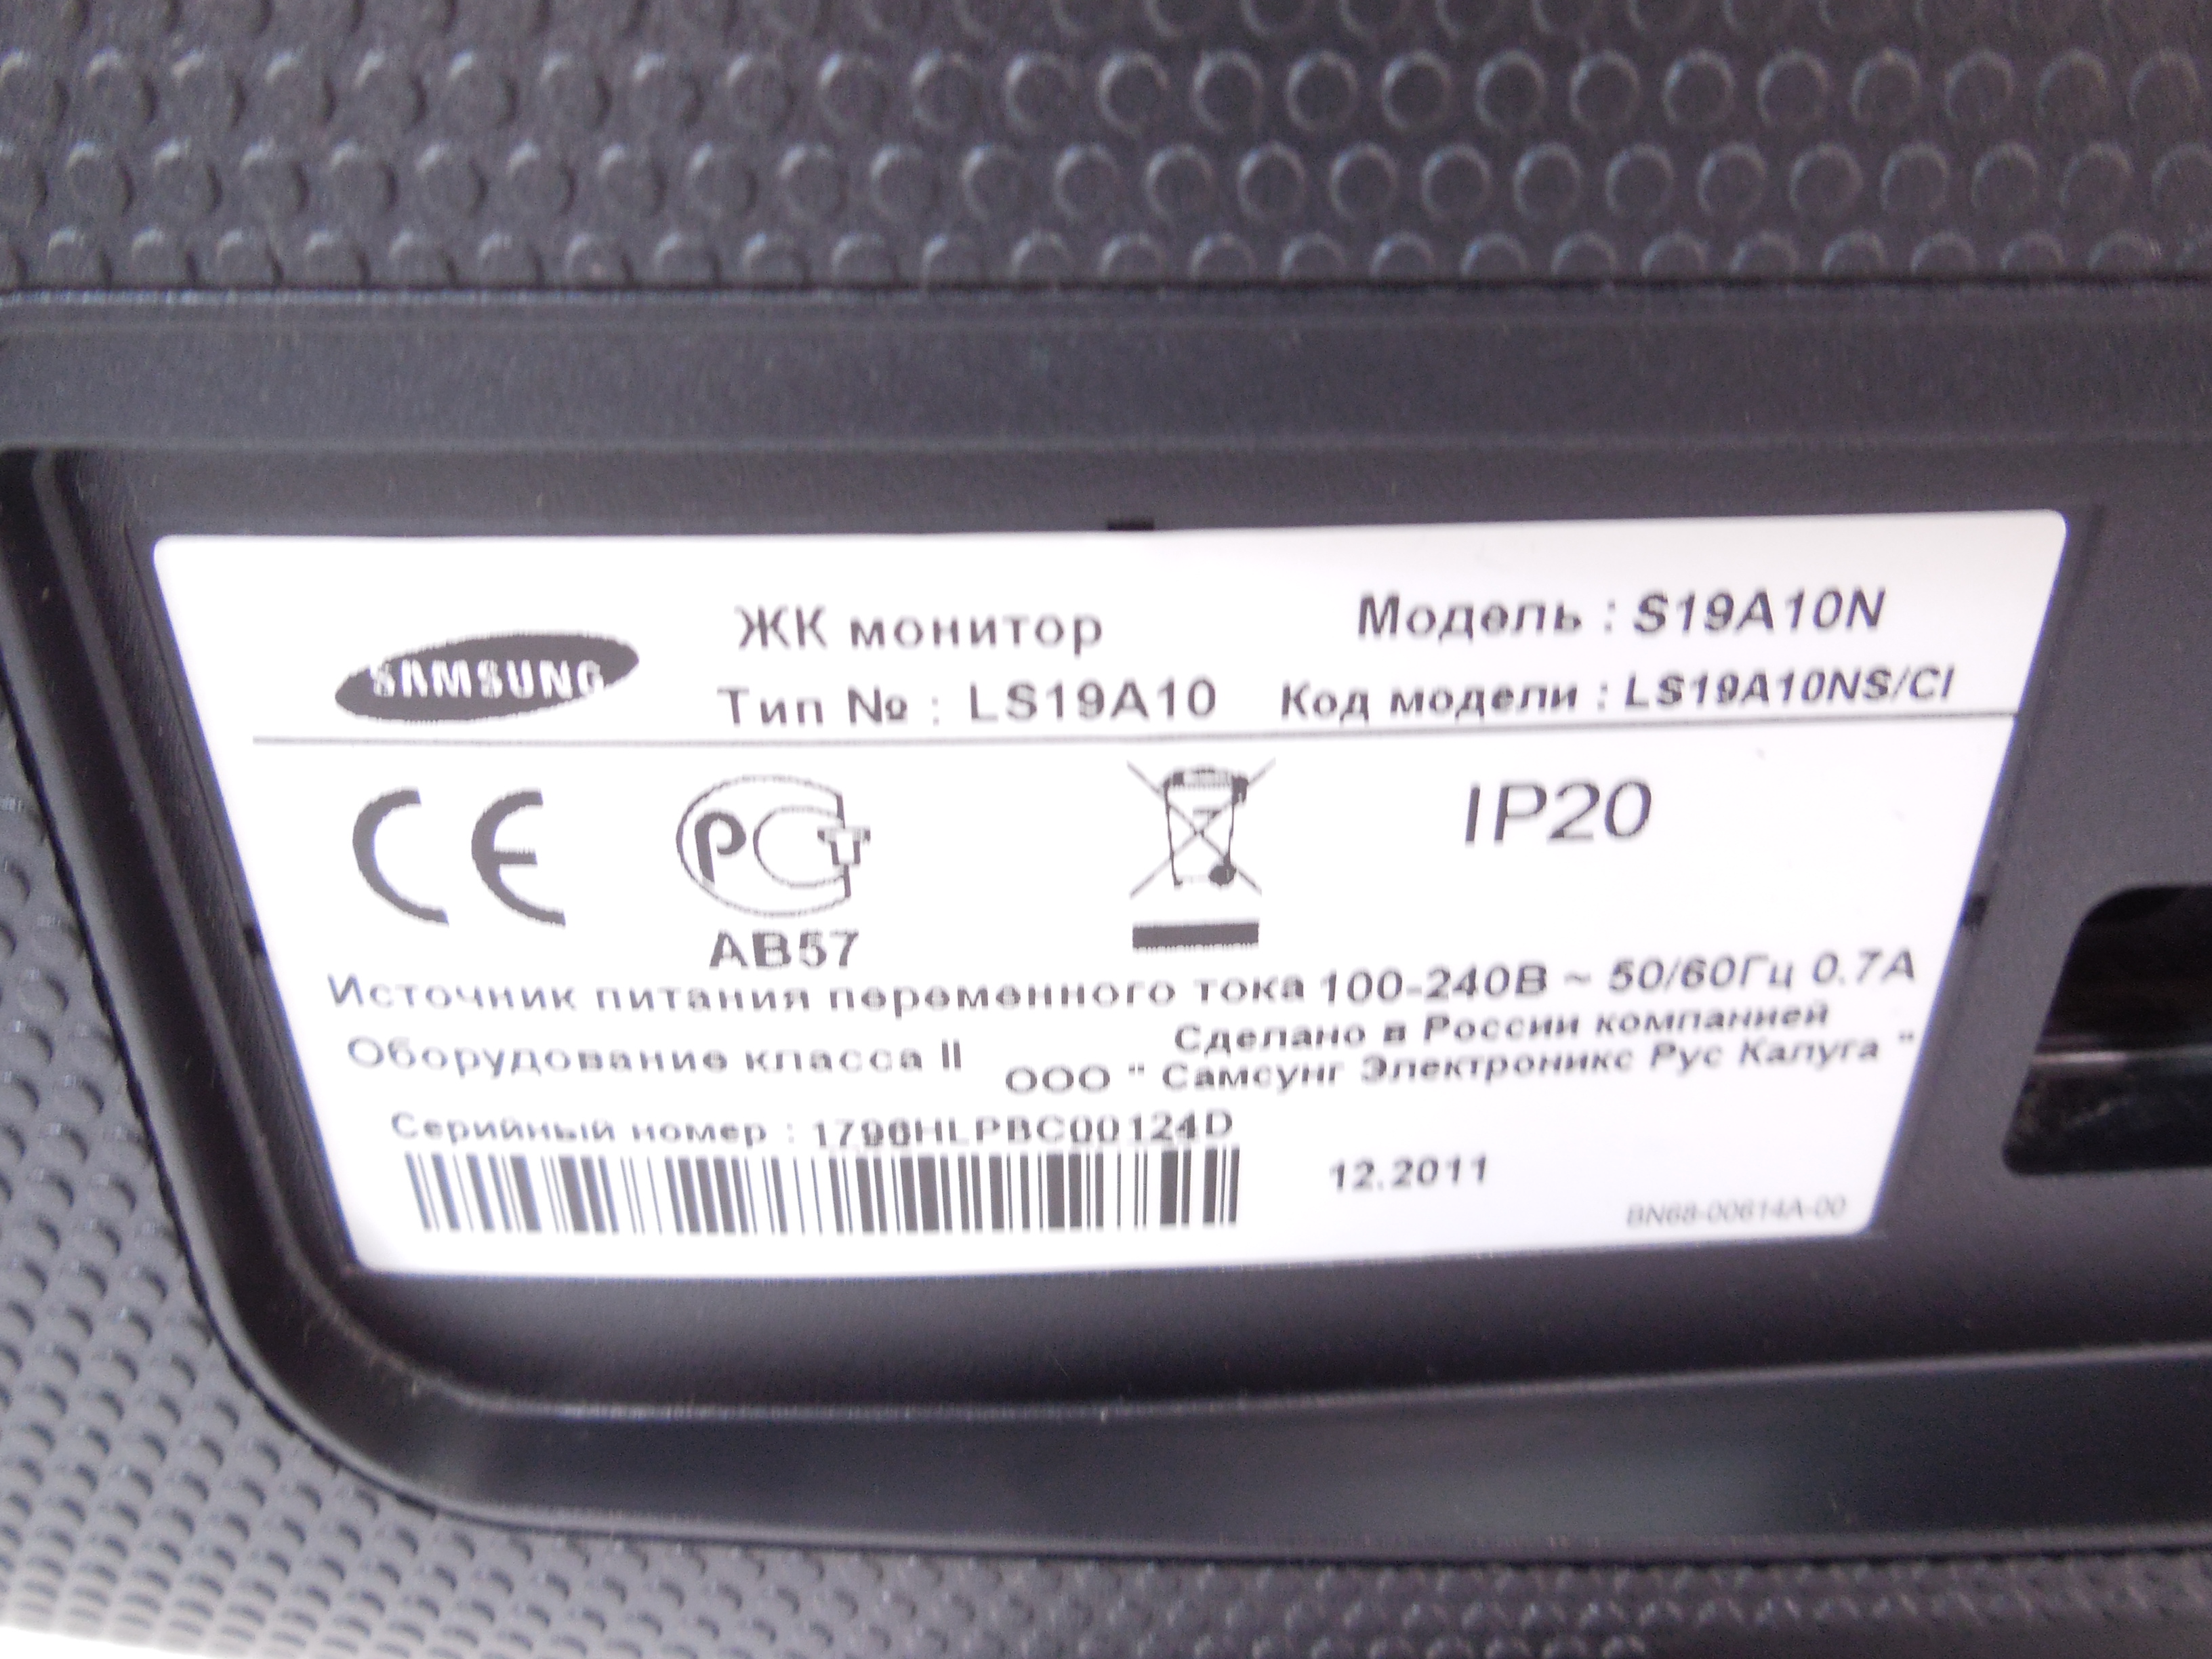 SAMSUNG
ЖК монитор
Модель : S19A10N
Тип № : LS19A10
Код модели : LS19A10NS/CI
CE
РСТ
АВ57
IP20
Источник питания переменного тока 100-240В ~ 50/60Гц 0.7А
Оборудование класса II
Сделано в России компанией
ООО " Самсунг Электроникс Рус Калуга "
Серийный номер : 1796HLPBC00124D
12.2011
BN68-00614A-00